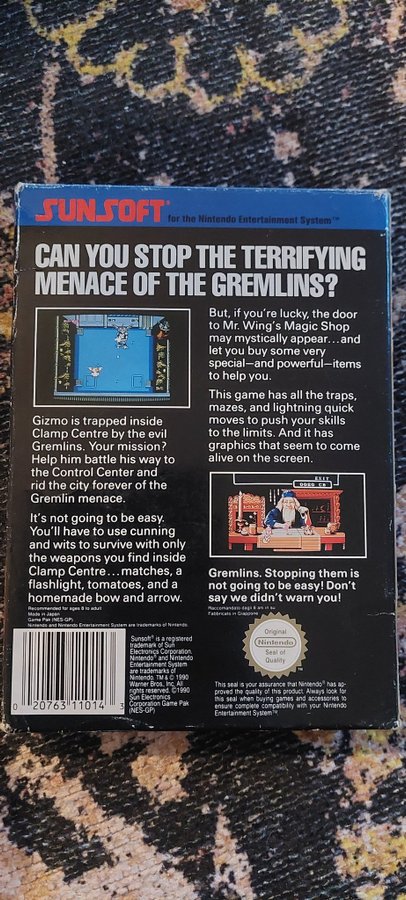 SUNSOFT® for the Nintendo Entertainment System™
CAN YOU STOP THE TERRIFYING
MENACE OF THE GREMLINS?
Gizmo is trapped inside
Clamp Centre by the evil
Gremlins. Your mission?
Help him battle his way to
the Control Center and
rid the city forever of the
Gremlin menace.
It's not going to be easy.
You'll have to use cunning
and wits to survive with only
the weapons you find inside
Clamp Centre...matches, a
flashlight, tomatoes, and a
homemade bow and arrow.
Recommended for ages 8 to adult
Made in Japan
Game Pak (NES-GP)
Nintendo and Nintendo Entertainment System are trademarks of Nintendo.
But, if you're lucky, the door
to Mr. Wing's Magic Shop
may mystically appear...and
let you buy some very
special—and powerful—items
to help you.
This game has all the traps,
mazes, and lightning quick
moves to push your skills
to the limits. And it has
graphics that seem to come
alive on the screen.
EXIT
Gremlins. Stopping them is
not going to be easy! Don't
say we didn't warn you!
Raccomandato dagli 8 anni in su
Fabbricato in Giappone
Sunsoft® is a registered
trademark of Sun
Electronics Corporation.
Nintendo® and Nintendo
Entertainment System
are trademarks of
Nintendo. TM & © 1990
Warner Bros., Inc. All
rights reserved. ©1990
Sun Electronics
Corporation Game Pak
(NES-GP)
0 20763 11014 3
Original
Nintendo
Seal of
Quality
This seal is your assurance that Nintendo® has ap-
proved the quality of this product. Always look for
this seal when buying games and accessories to
ensure complete compatibility with your Nintendo
Entertainment System™.